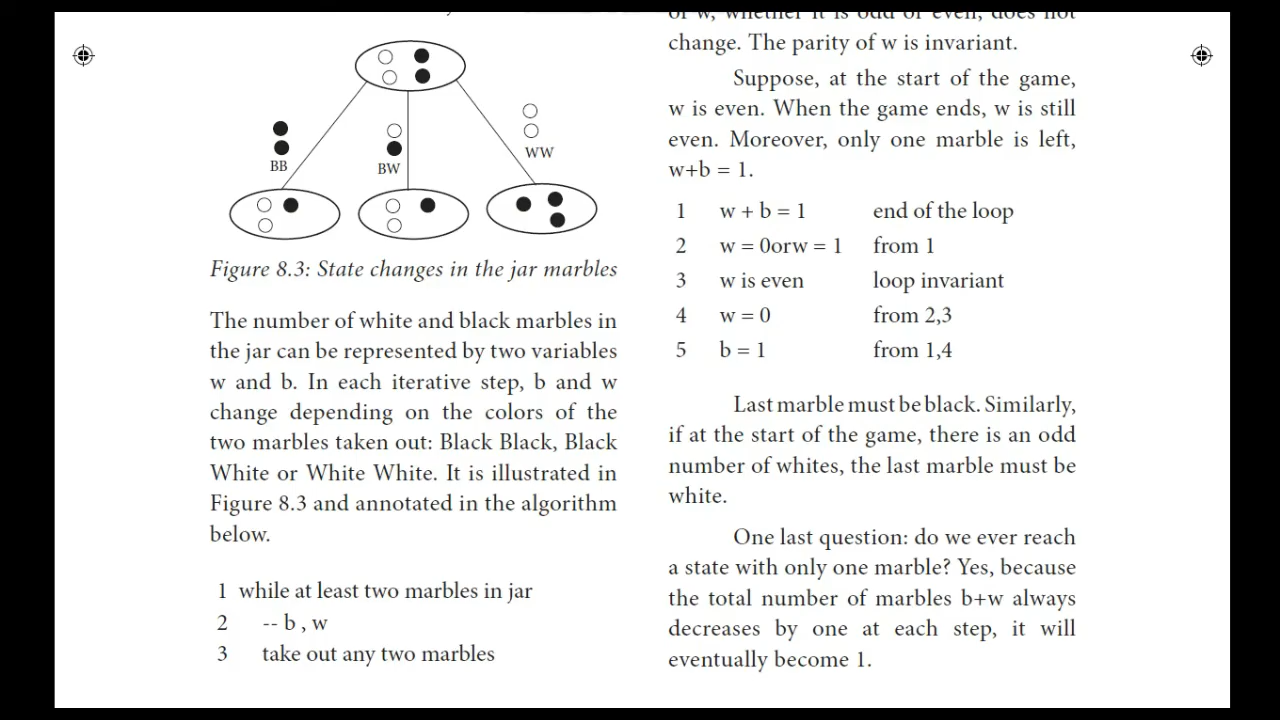 BB
BW
WW
Figure 8.3: State changes in the jar marbles
The number of white and black marbles in
the jar can be represented by two variables
w and b. In each iterative step, b and w
change depending on the colors of the
two marbles taken out: Black Black, Black
White or White White. It is illustrated in
Figure 8.3 and annotated in the algorithm
below.
1 while at least two marbles in jar
2 -- b , w
3 take out any two marbles
of w, whether it is odd or even, does not
change. The parity of w is invariant.
Suppose, at the start of the game,
w is even. When the game ends, w is still
even. Moreover, only one marble is left,
w+b = 1.
1 w + b = 1 end of the loop
2 w = 0orw = 1 from 1
3 w is even loop invariant
4 w = 0 from 2,3
5 b = 1 from 1,4
Last marble must be black. Similarly,
if at the start of the game, there is an odd
number of whites, the last marble must be
white.
One last question: do we ever reach
a state with only one marble? Yes, because
the total number of marbles b+w always
decreases by one at each step, it will
eventually become 1.